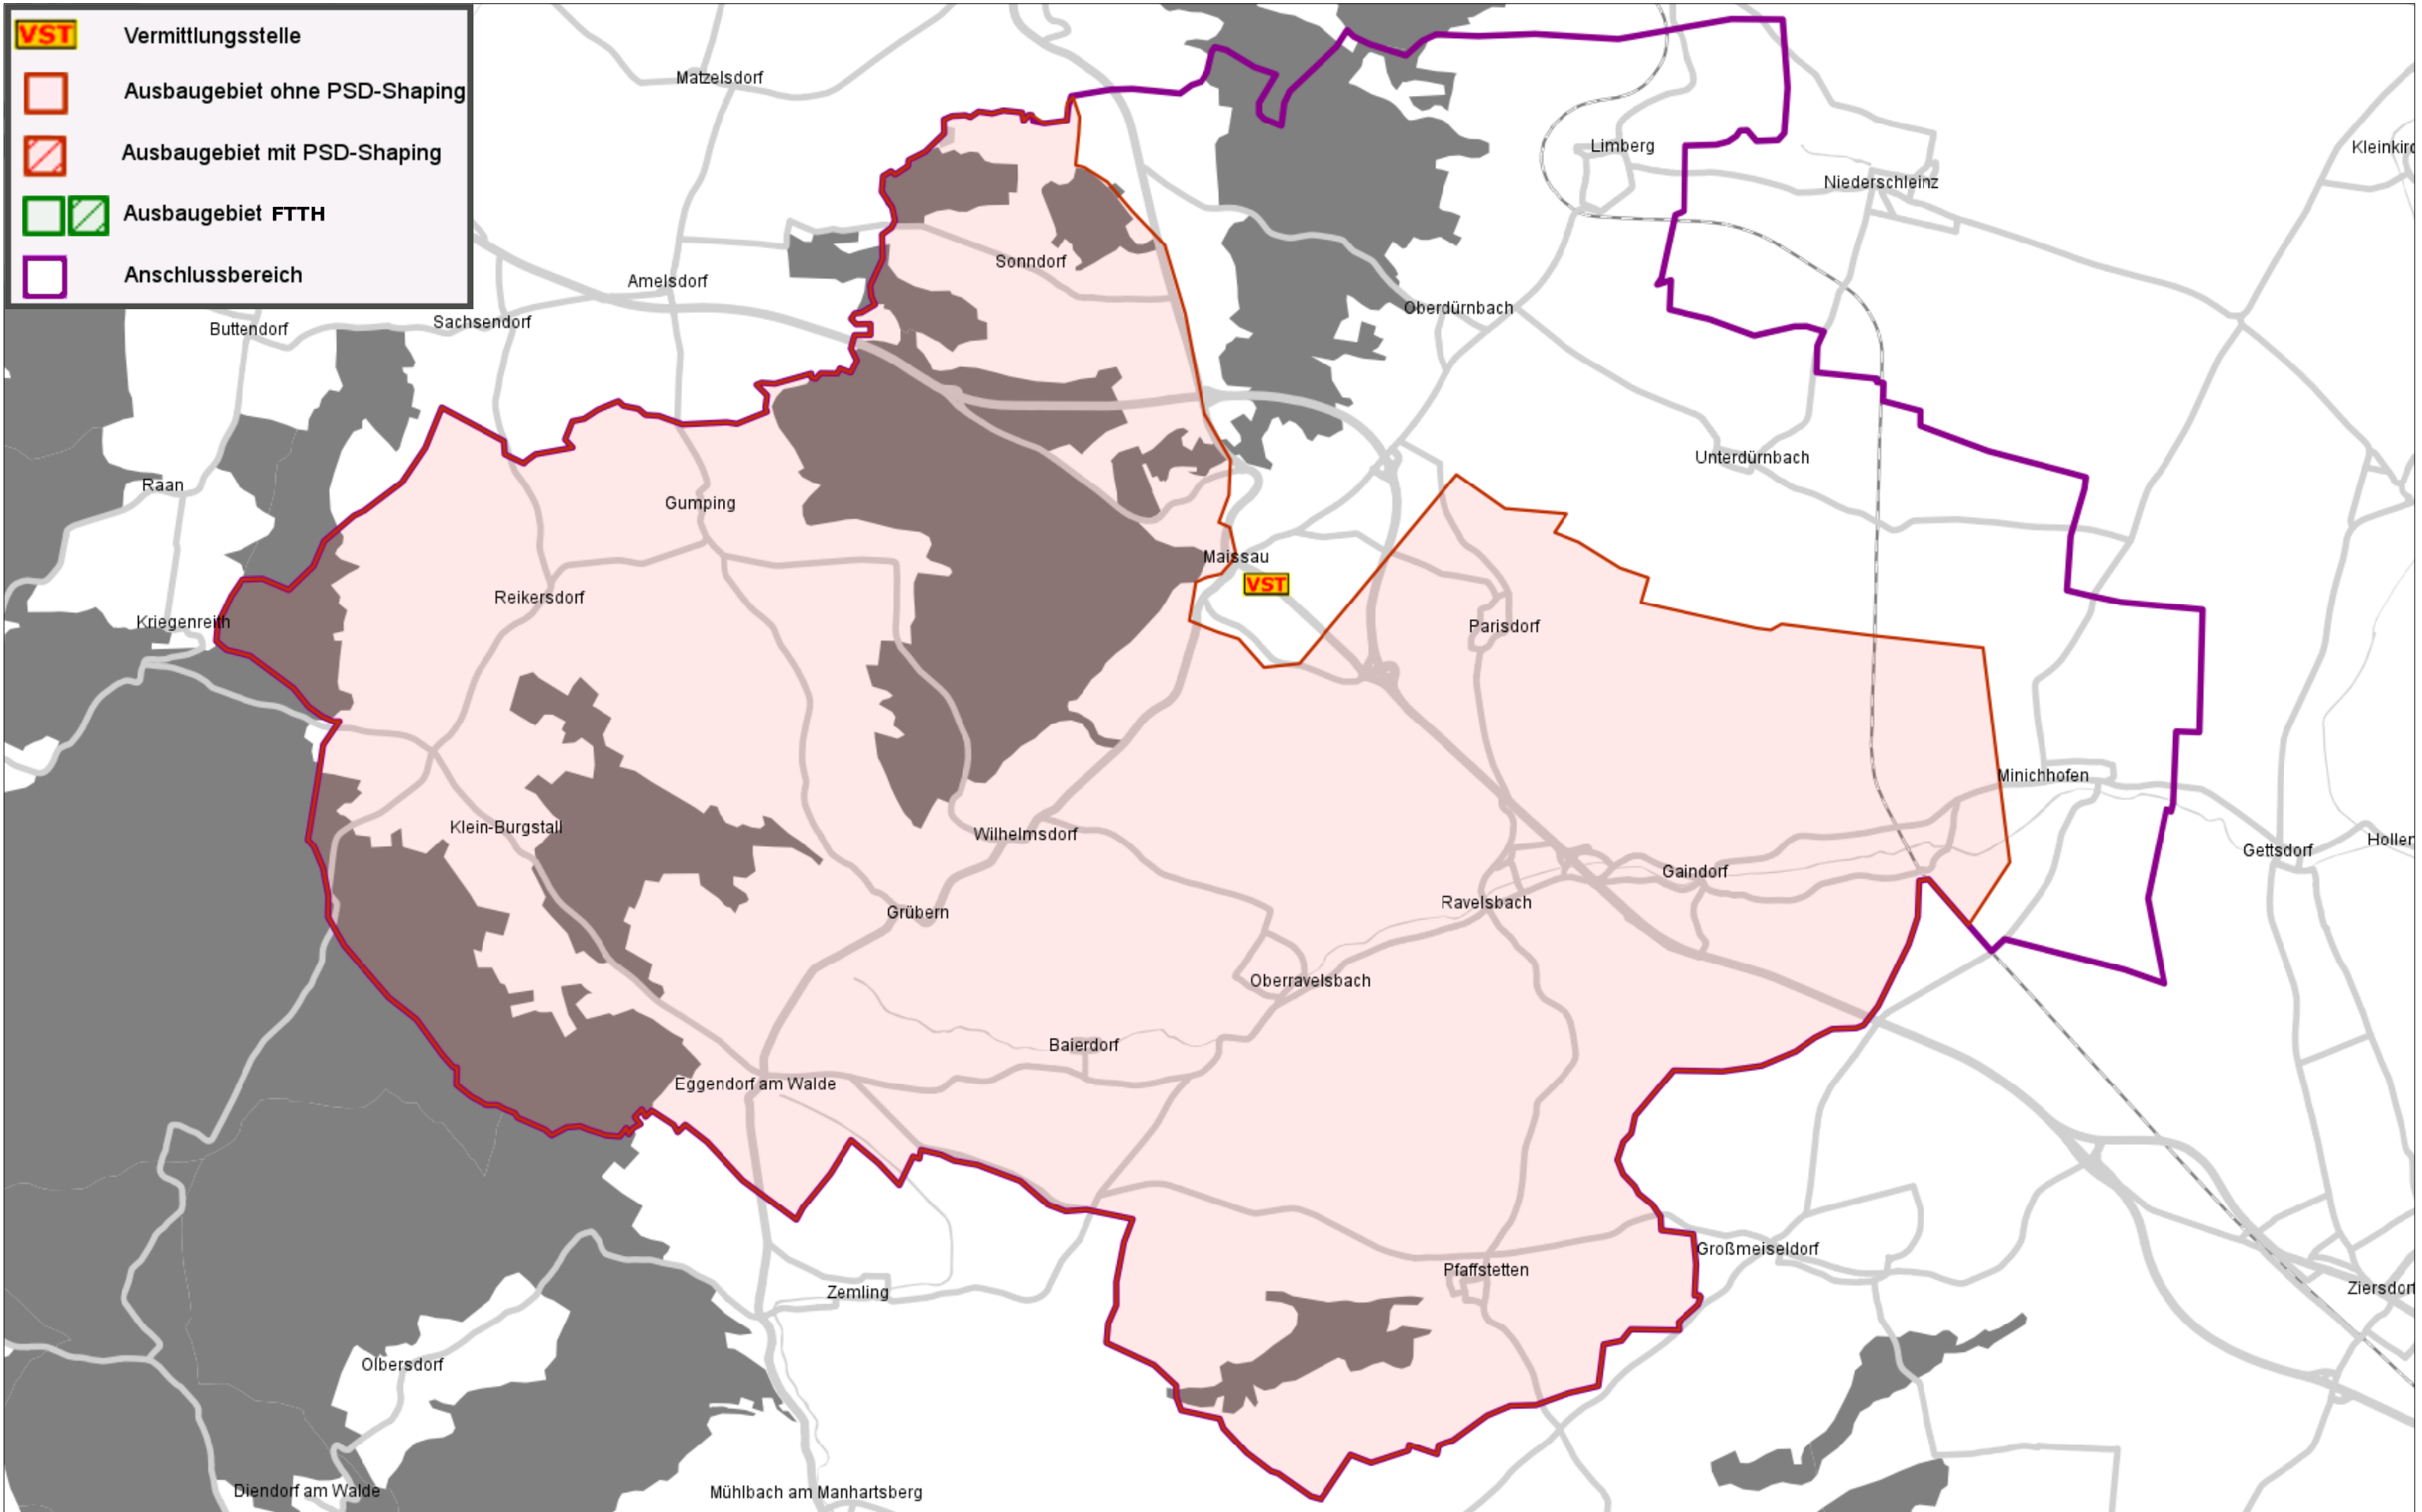 VST Vermittlungsstelle
Ausbaugebiet ohne PSD-Shaping
Ausbaugebiet mit PSD-Shaping
Ausbaugebiet FTTH
Anschlussbereich
Matzelsdorf
Limberg
Kleinkirc
Niederschleinz
Sonndorf
Amelsdorf
Oberdürnbach
Sachsendorf
Buttendorf
Unterdürnbach
Raan
Gumping
Maissau
VST
Reikersdorf
Kriegenreith
Parisdorf
Minichhofen
Klein-Burgstall
Wilhelmsdorf
Hollen
Gettsdorf
Gaindorf
Ravelsbach
Grübern
Oberravelsbach
Baierdorf
Eggendorf am Walde
Großmeiseldorf
Pfaffstetten
Zemling
Ziersdorf
Olbersdorf
Diendorf am Walde
Mühlbach am Manhartsberg